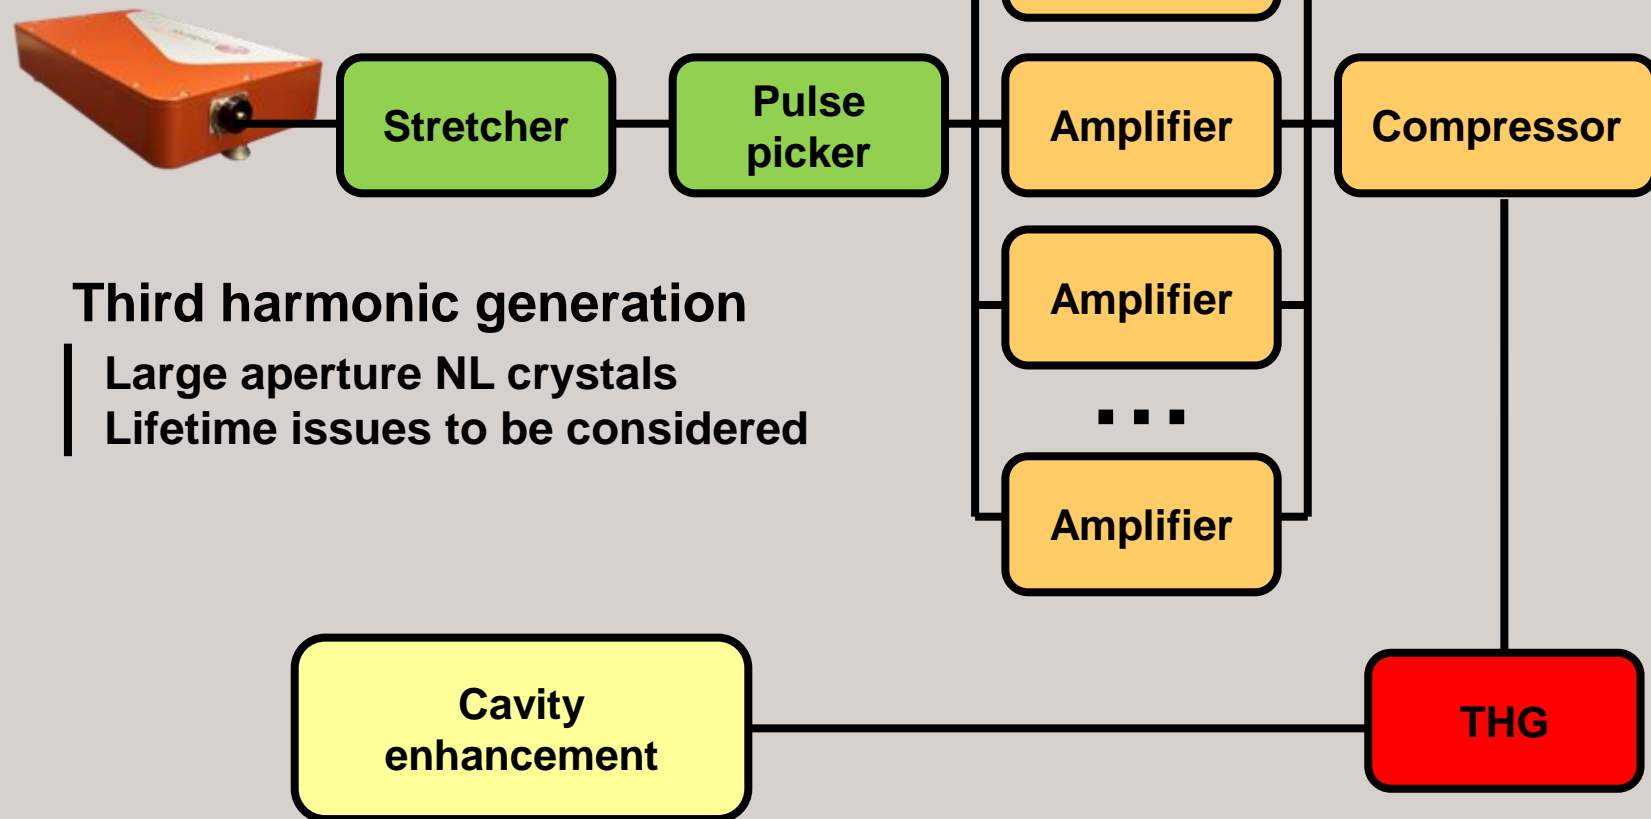 Stretcher
Pulse
picker
Amplifier
Compressor
Amplifier
Third harmonic generation
Large aperture NL crystals
Lifetime issues to be considered
...
Amplifier
Cavity
enhancement
THG